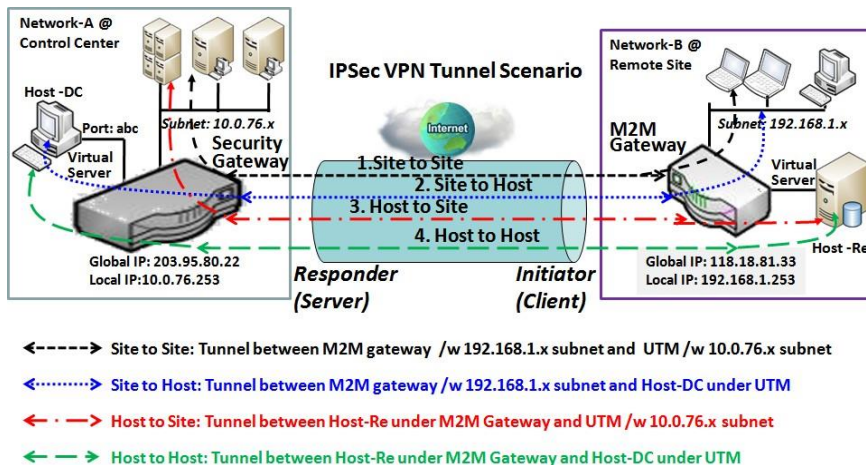 Network-A @
Control Center
Host -DC
Port: abc
Subnet: 10.0.76.x
Virtual
Server
Security
Gateway
Global IP: 203.95.80.22
Local IP:10.0.76.253
IPSec VPN Tunnel Scenario
Internet
1.Site to Site
2. Site to Host
3. Host to Site
4. Host to Host
Responder
(Server)
Initiator
(Client)
Network-B @
Remote Site
Subnet: 192.168.1.x
M2M
Gateway
Virtual
Server
Host -Re
Global IP: 118.18.81.33
Local IP: 192.168.1.253
Site to Site: Tunnel between M2M gateway /w 192.168.1.x subnet and UTM /w 10.0.76.x subnet
Site to Host: Tunnel between M2M gateway /w 192.168.1.x subnet and Host-DC under UTM
Host to Site: Tunnel between Host-Re under M2M Gateway and UTM /w 10.0.76.x subnet
Host to Host: Tunnel between Host-Re under M2M Gateway and Host-DC under UTM